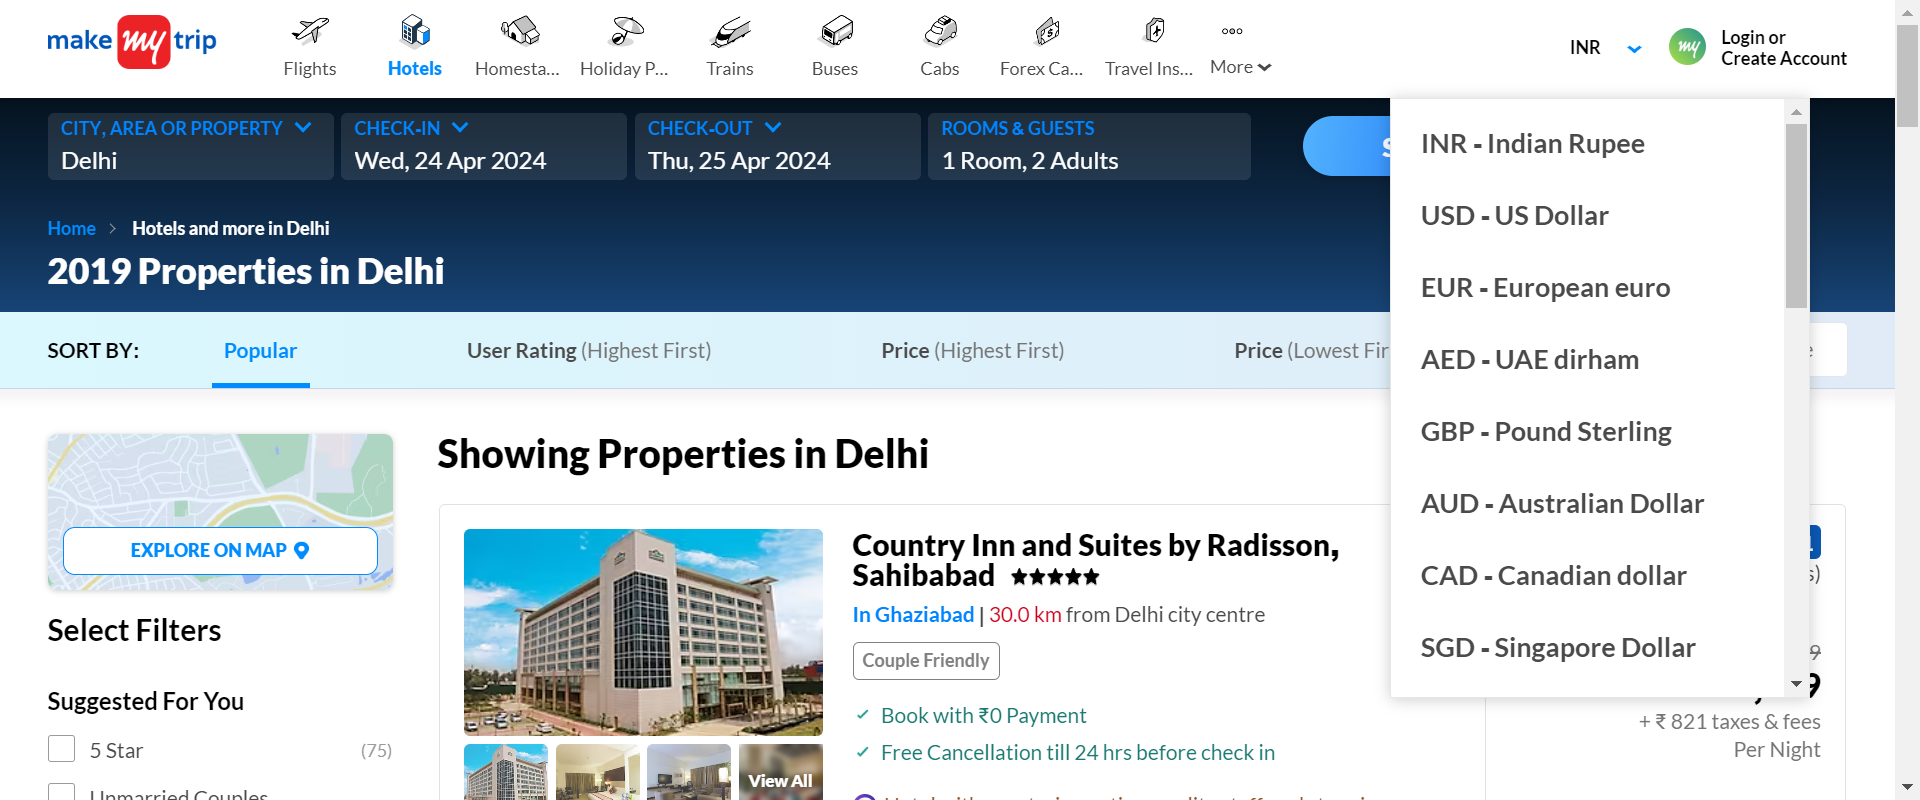 make my trip
Flights
Hotels
Homesta...
Holiday P...
Trains
Buses
Cabs
Forex Ca...
Travel Ins...
More
INR
my
Login or
Create Account
CITY, AREA OR PROPERTY
Delhi
CHECK-IN
Wed, 24 Apr 2024
CHECK-OUT
Thu, 25 Apr 2024
ROOMS & GUESTS
1 Room, 2 Adults
INR - Indian Rupee
USD - US Dollar
EUR - European euro
AED - UAE dirham
GBP - Pound Sterling
AUD - Australian Dollar
CAD - Canadian dollar
SGD - Singapore Dollar
Home > Hotels and more in Delhi
2019 Properties in Delhi
SORT BY:
Popular
User Rating (Highest First)
Price (Highest First)
Price (Lowest Fir
EXPLORE ON MAP
Select Filters
Suggested For You
5 Star (75)
Unmarried Couples
Showing Properties in Delhi
Country Inn and Suites by Radisson,
Sahibabad
In Ghaziabad | 30.0 km from Delhi city centre
Couple Friendly
Book with ₹0 Payment
Free Cancellation till 24 hrs before check in
View All
+ ₹ 821 taxes & fees
Per Night